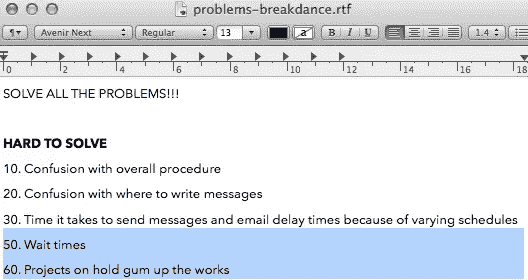 problems-breakdance.rtf
¶ Avenir Next Regular 13 a B I U 1.4
0 2 4 6 8 10 12 14 16 18
SOLVE ALL THE PROBLEMS!!!
HARD TO SOLVE
10. Confusion with overall procedure
20. Confusion with where to write messages
30. Time it takes to send messages and email delay times because of varying schedules
50. Wait times
60. Projects on hold gum up the works